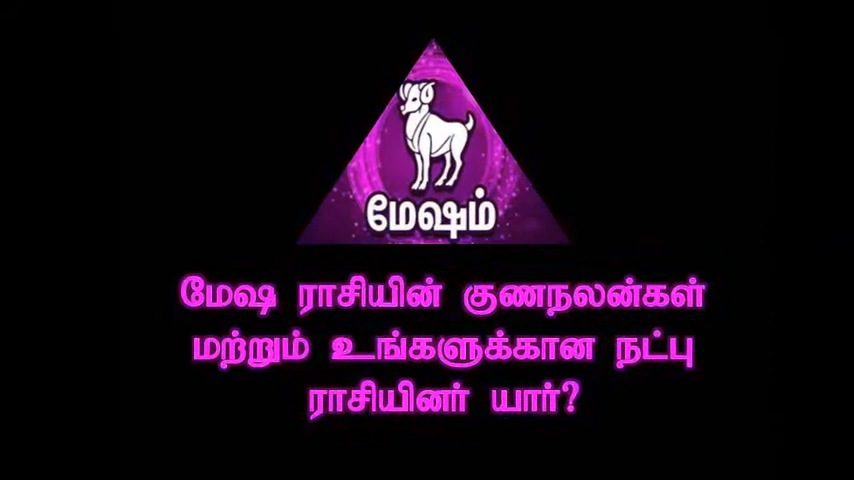 மேஷம்
மேஷ ராசியின் குணநலன்கள்
மற்றும் உங்களுக்கான நட்பு
ராசியினர் யார்?